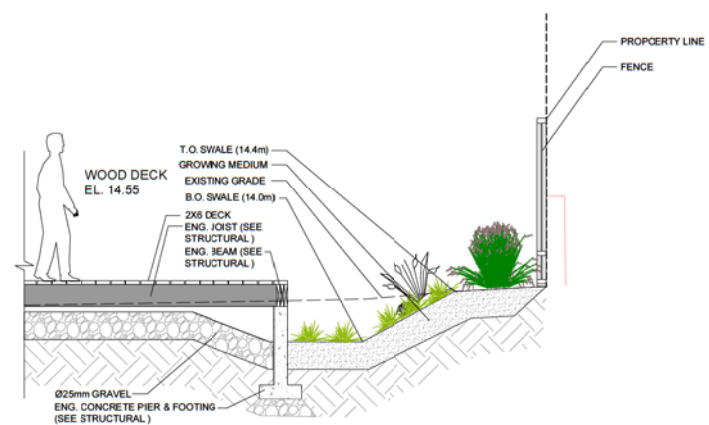 PROPOERTY LINE
FENCE
T.O. SWALE (14.4m)
GROWING MEDIUM
EXISTING GRADE
B.O. SWALE (14.0m)
WOOD DECK
EL. 14.55
2X6 DECK
ENG. JOIST (SEE
STRUCTURAL )
ENG. BEAM (SEE
STRUCTURAL )
Ø25mm GRAVEL
ENG. CONCRETE PIER & FOOTING
(SEE STRUCTURAL )